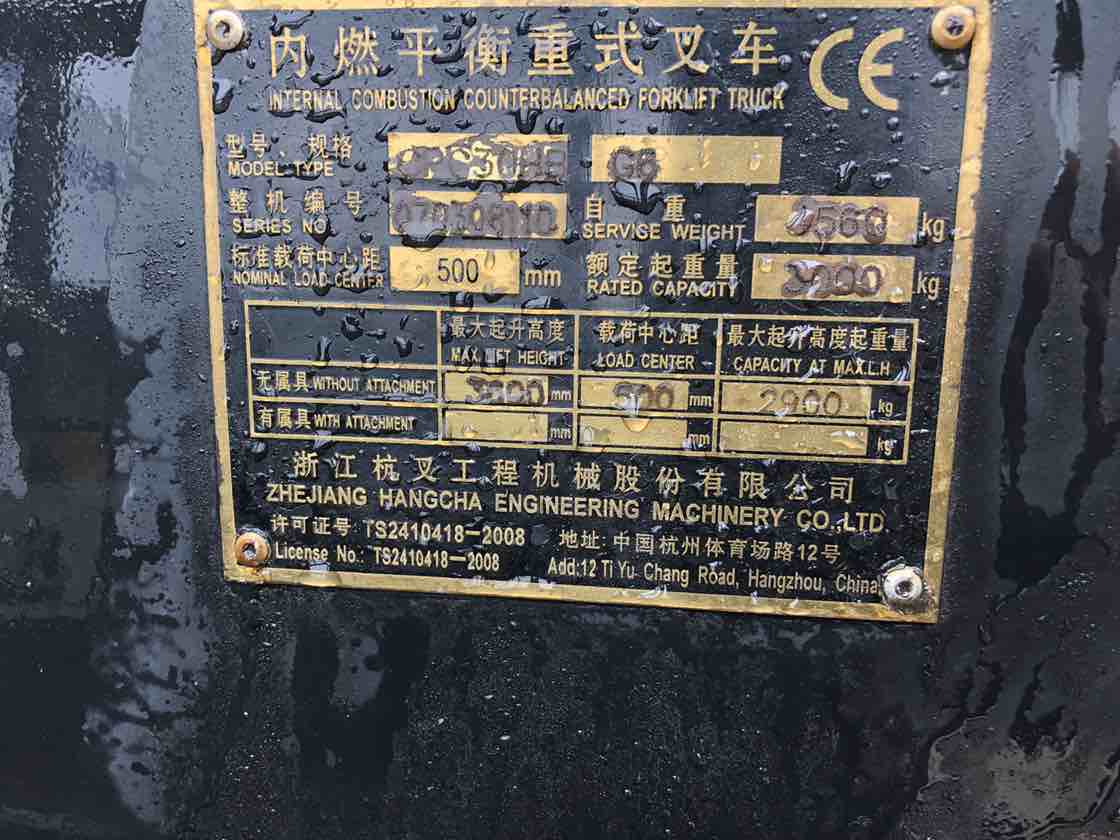 内燃平衡重式叉车 CE
INTERNAL COMBUSTION COUNTERBALANCED FORKLIFT TRUCK
型号、规格
MODEL TYPE G6
整机编号 自重
SERIES NO. SERVICE WEIGHT kg
标准载荷中心距 500 mm 额定起重量
NOMINAL LOAD CENTER RATED CAPACITY kg
最大起升高度 载荷中心距 最大起升高度起重量
MAX. LIFT HEIGHT LOAD CENTER CAPACITY AT MAX.L.H
无属具 WITHOUT ATTACHMENT mm 500 mm 2900 kg
有属具 WITH ATTACHMENT mm mm kg
浙江杭叉工程机械股份有限公司
ZHEJIANG HANGCHA ENGINEERING MACHINERY CO.,LTD.
许可证号: TS2410418-2008 地址: 中国杭州体育场路12号
License No.: TS2410418-2008 Add:12 Ti Yu Chang Road, Hangzhou, China